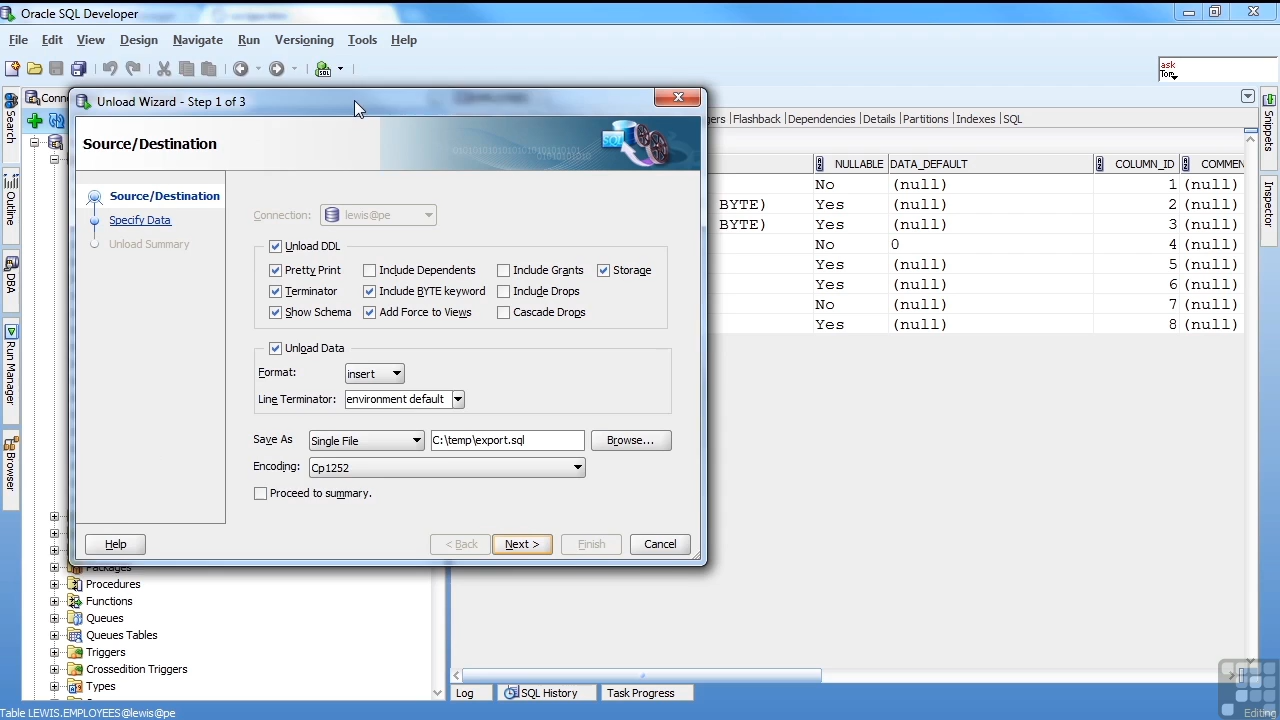 Oracle SQL Developer
File Edit View Design Navigate Run Versioning Tools Help
ask
Tom
Conn
Unload Wizard - Step 1 of 3
Source/Destination
SQL
Source/Destination
Specify Data
Unload Summary
Connection: lewis@pe
Unload DDL
Pretty Print Include Dependents Include Grants Storage
Terminator Include BYTE keyword Include Drops
Show Schema Add Force to Views Cascade Drops
Unload Data
Format: insert
Line Terminator: environment default
Save As Single File C:\temp\export.sql Browse...
Encoding: Cp1252
Proceed to summary.
Help < Back Next > Finish Cancel
Search
Outline
DBA
Run Manager
Browser
gers Flashback Dependencies Details Partitions Indexes SQL
NULLABLE DATA_DEFAULT COLUMN_ID COMMEN
No (null) 1 (null)
BYTE) Yes (null) 2 (null)
BYTE) Yes (null) 3 (null)
No 0 4 (null)
Yes (null) 5 (null)
Yes (null) 6 (null)
No (null) 7 (null)
Yes (null) 8 (null)
Snippets
Inspector
Packages
Procedures
Functions
Queues
Queues Tables
Triggers
Crossedition Triggers
Types
Log SQL History Task Progress
Table LEWIS.EMPLOYEES@lewis@pe
Editing